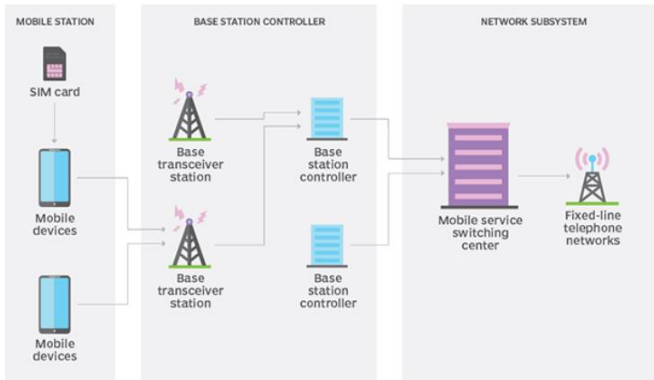 MOBILE STATION
BASE STATION CONTROLLER
NETWORK SUBSYSTEM
SIM card
Mobile
devices
Mobile
devices
Base
transceiver
station
Base
transceiver
station
Base
station
controller
Base
station
controller
Mobile service
switching
center
Fixed-line
telephone
networks